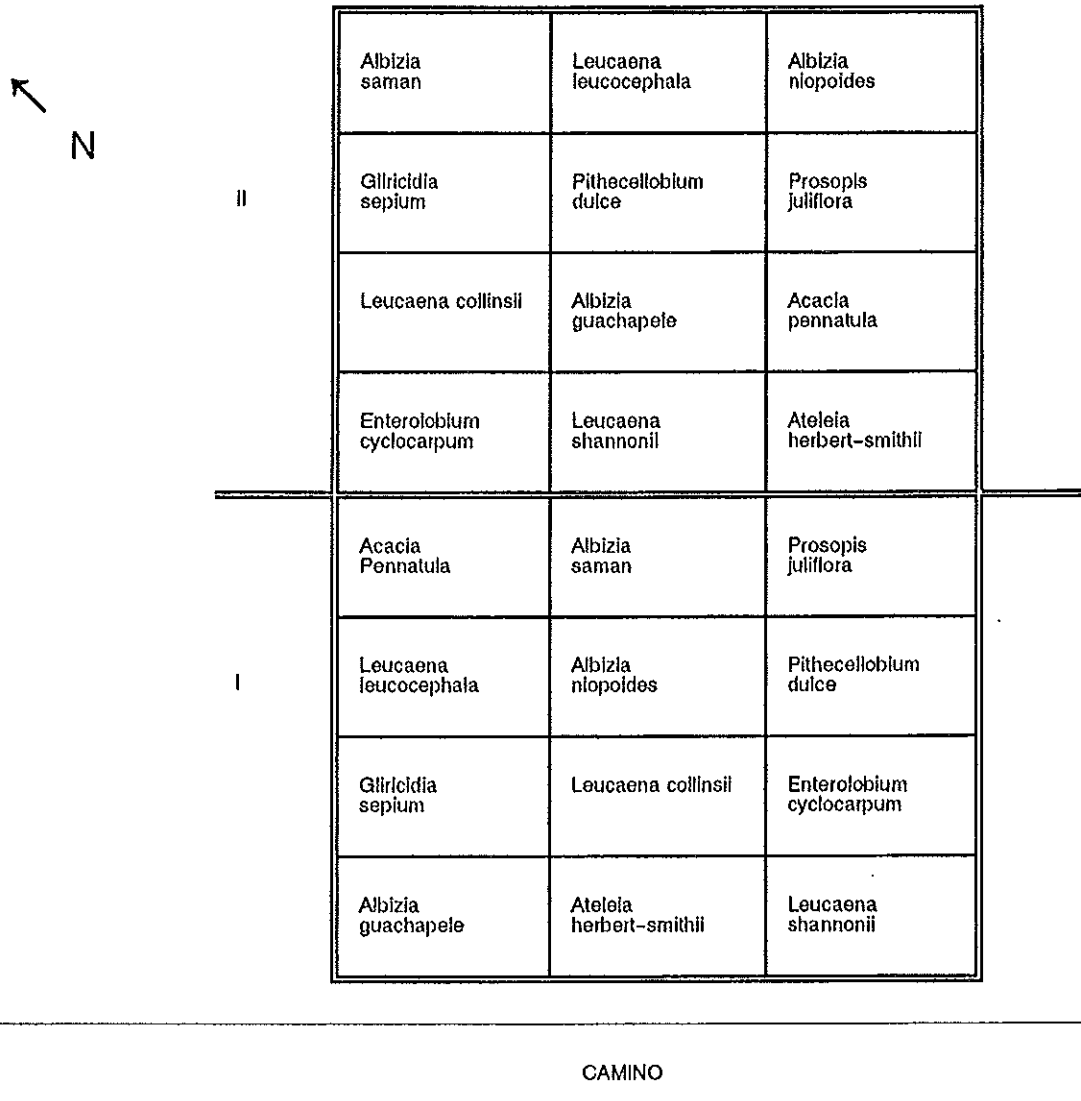 N
II
I
Albizia
saman
Leucaena
leucocephala
Albizia
niopoides
Gliricidia
sepium
Pithecellobium
dulce
Prosopis
juliflora
Leucaena collinsii
Albizia
guachapele
Acacia
pennatula
Enterolobium
cyclocarpum
Leucaena
shannonii
Ateleia
herbert-smithii
Acacia
Pennatula
Albizia
saman
Prosopis
juliflora
Leucaena
leucocephala
Albizia
niopoides
Pithecellobium
dulce
Gliricidia
sepium
Leucaena collinsii
Enterolobium
cyclocarpum
Albizia
guachapele
Ateleia
herbert-smithii
Leucaena
shannonii
CAMINO